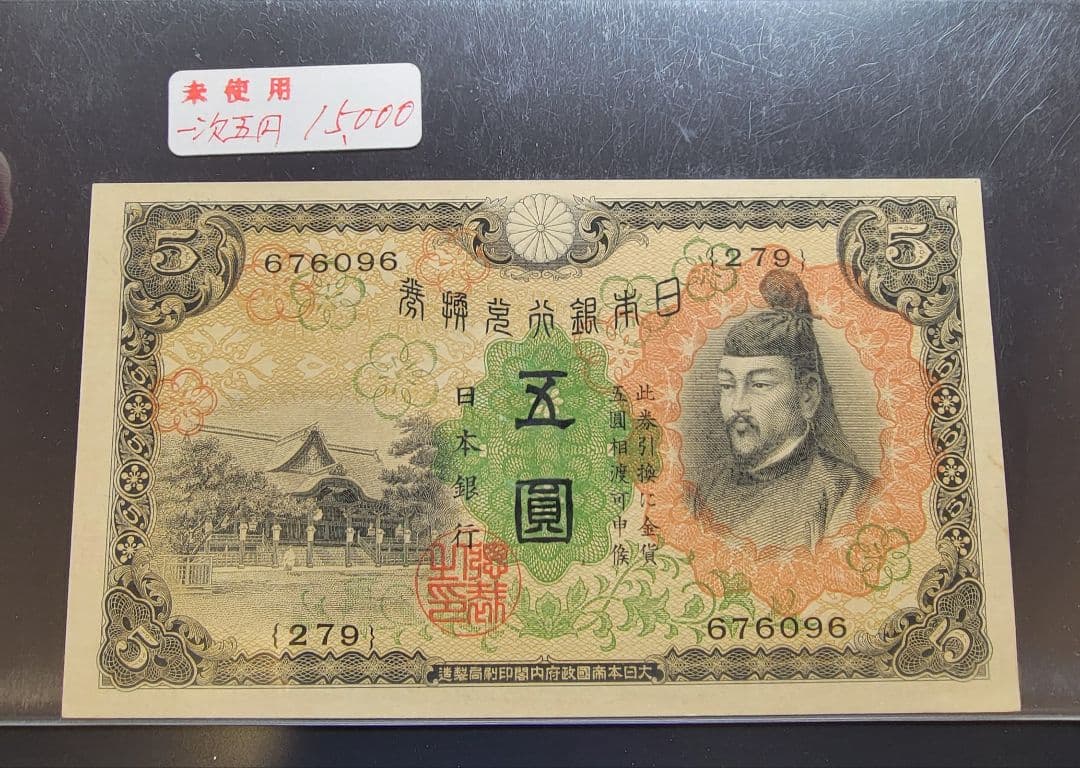 未使用
一次五円 15,000
5
5
676096
{279}
日本銀行兌換券
五圓
日本銀行
此券引換に金貨
五圓相渡可申候
{279}
676096
5
5
大日本帝國政府内閣印刷局製造